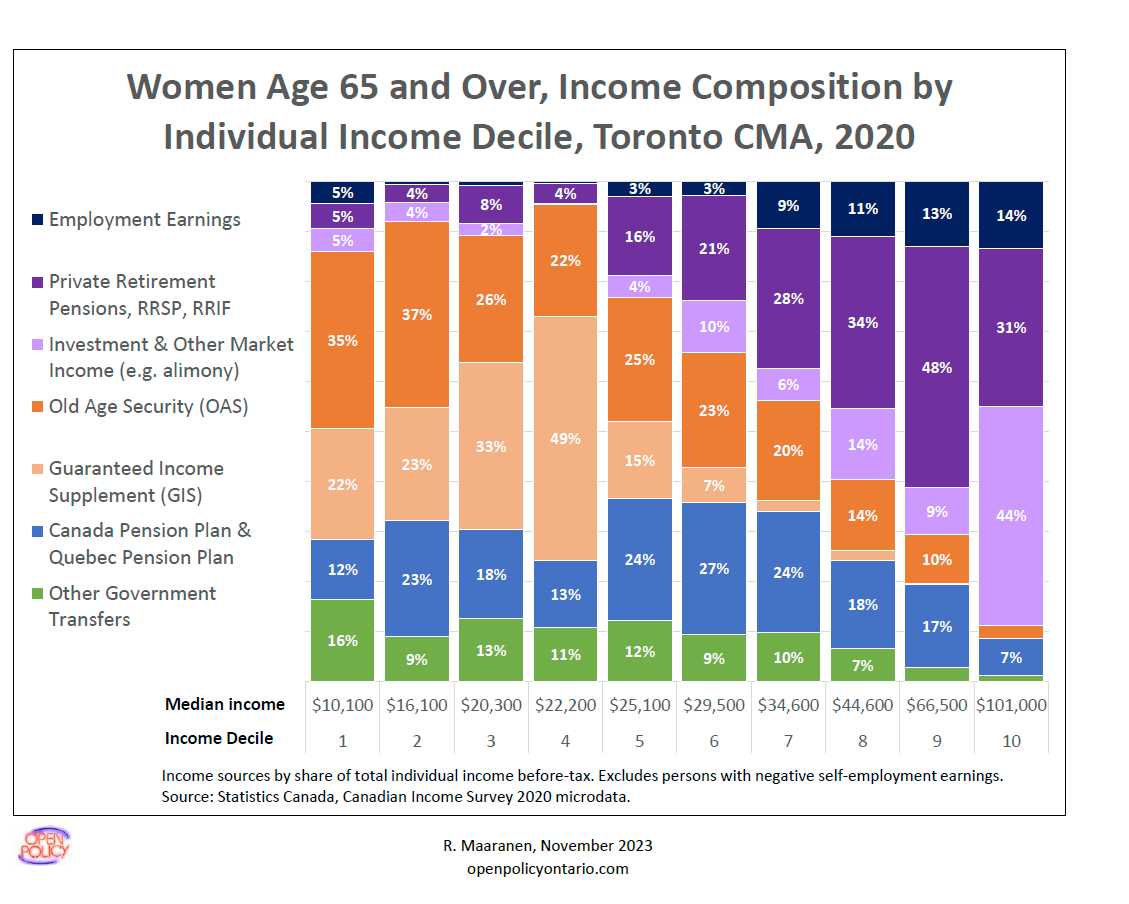 Women Age 65 and Over, Income Composition by
Individual Income Decile, Toronto CMA, 2020
Employment Earnings
Private Retirement
Pensions, RRSP, RRIF
Investment & Other Market
Income (e.g. alimony)
Old Age Security (OAS)
Guaranteed Income
Supplement (GIS)
Canada Pension Plan &
Quebec Pension Plan
Other Government
Transfers
5% 3% 3% 9% 11% 13% 14%
5% 4% 8% 4% 16% 21% 28% 34% 48% 31%
5% 4% 2% 4% 10% 6% 14% 9% 44%
35% 37% 26% 22% 25% 23% 20% 14% 10%
22% 23% 33% 49% 15% 7%
12% 23% 18% 13% 24% 27% 24% 18% 17% 7%
16% 9% 13% 11% 12% 9% 10% 7%
Median income $10,100 $16,100 $20,300 $22,200 $25,100 $29,500 $34,600 $44,600 $66,500 $101,000
Income Decile 1 2 3 4 5 6 7 8 9 10
Income sources by share of total individual income before-tax. Excludes persons with negative self-employment earnings.
Source: Statistics Canada, Canadian Income Survey 2020 microdata.
OPEN
POLICY
R. Maaranen, November 2023
openpolicyontario.com